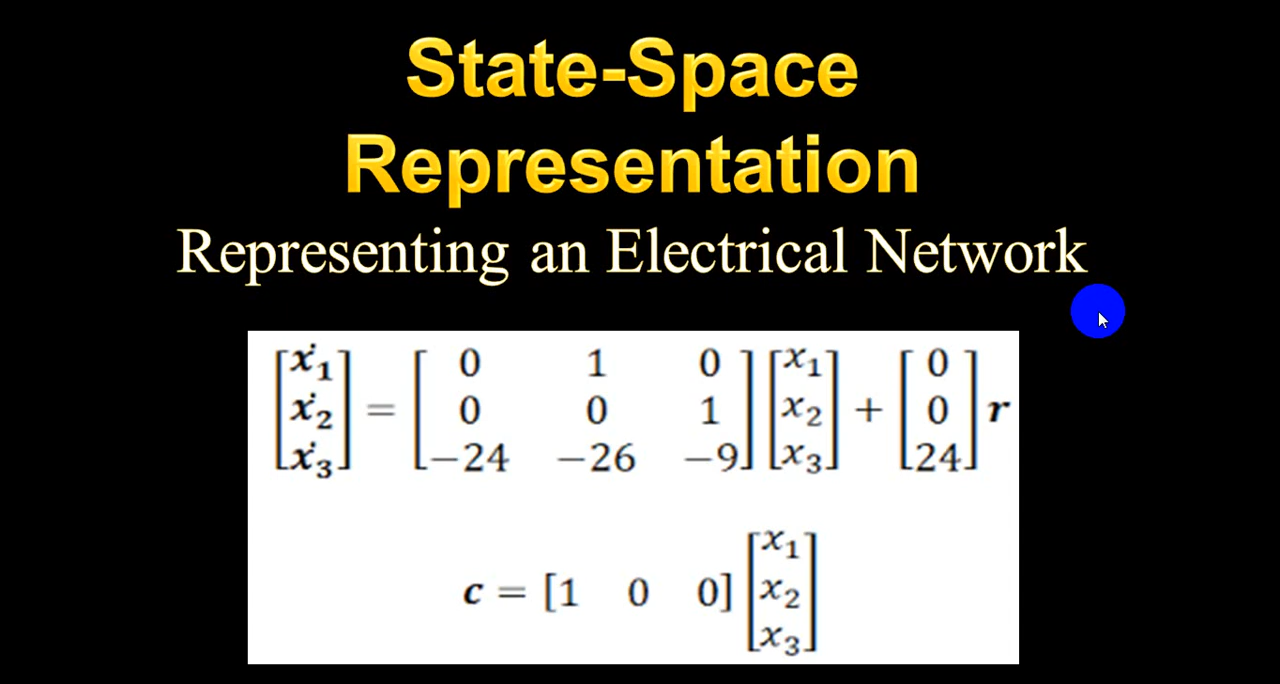 State-Space
Representation
Representing an Electrical Network
[ẋ₁ ẋ₂ ẋ₃] = [0 1 0; 0 0 1; −24 −26 −9] [x₁ x₂ x₃] + [0 0 24] r
c = [1 0 0] [x₁ x₂ x₃]